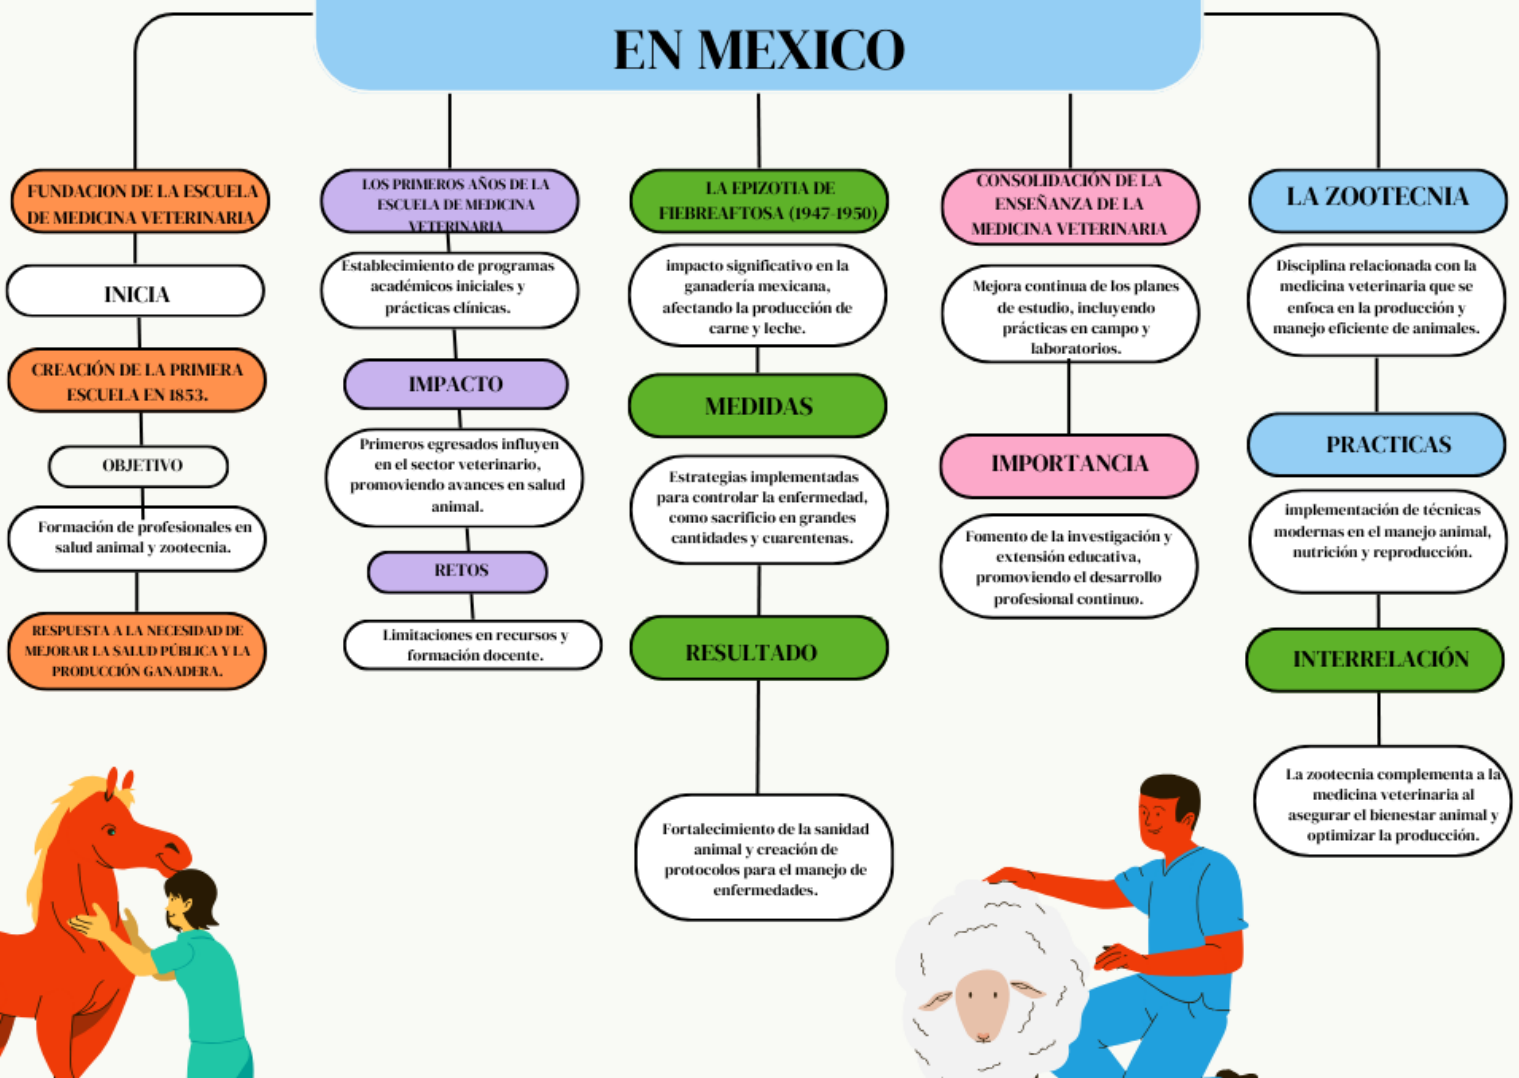 EN MEXICO
FUNDACION DE LA ESCUELA
DE MEDICINA VETERINARIA
INICIA
CREACIÓN DE LA PRIMERA
ESCUELA EN 1853.
OBJETIVO
Formación de profesionales en
salud animal y zootecnia.
RESPUESTA A LA NECESIDAD DE
MEJORAR LA SALUD PÚBLICA Y LA
PRODUCCIÓN GANADERA.
LOS PRIMEROS AÑOS DE LA
ESCUELA DE MEDICINA
VETERINARIA
Establecimiento de programas
académicos iniciales y
prácticas clínicas.
IMPACTO
Primeros egresados influyen
en el sector veterinario,
promoviendo avances en salud
animal.
RETOS
Limitaciones en recursos y
formación docente.
LA EPIZOTIA DE
FIEBREAFTOSA (1947-1950)
impacto significativo en la
ganadería mexicana,
afectando la producción de
carne y leche.
MEDIDAS
Estrategias implementadas
para controlar la enfermedad,
como sacrificio en grandes
cantidades y cuarentenas.
RESULTADO
Fortalecimiento de la sanidad
animal y creación de
protocolos para el manejo de
enfermedades.
CONSOLIDACIÓN DE LA
ENSEÑANZA DE LA
MEDICINA VETERINARIA
Mejora continua de los planes
de estudio, incluyendo
prácticas en campo y
laboratorios.
IMPORTANCIA
Fomento de la investigación y
extensión educativa,
promoviendo el desarrollo
profesional continuo.
LA ZOOTECNIA
Disciplina relacionada con la
medicina veterinaria que se
enfoca en la producción y
manejo eficiente de animales.
PRACTICAS
implementación de técnicas
modernas en el manejo animal,
nutrición y reproducción.
INTERRELACIÓN
La zootecnia complementa a la
medicina veterinaria al
asegurar el bienestar animal y
optimizar la producción.